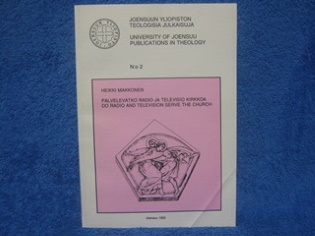 JOENSUUN YLIOPISTON
TEOLOGISIA JULKAISUJA
UNIVERSITY OF JOENSUU
PUBLICATIONS IN THEOLOGY
N:o 2
HEIKKI MAKKONEN
PALVELEVATKO RADIO JA TELEVISIO KIRKKOA
DO RADIO AND TELEVISION SERVE THE CHURCH
Joensuu